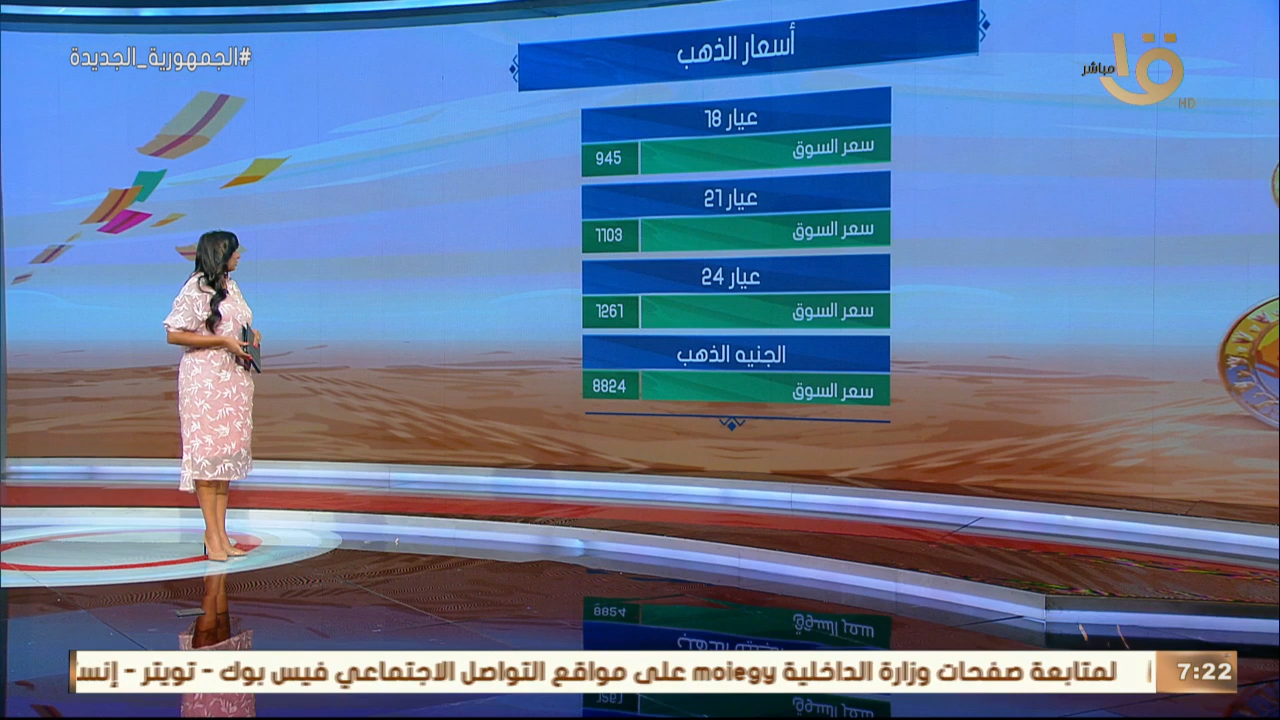 #الجمهورية_الجديدة
أسعار الذهب
مباشر
HD
عيار 18
سعر السوق 945
عيار 21
سعر السوق 1103
عيار 24
سعر السوق 1261
الجنيه الذهب
سعر السوق 8824
لمتابعة صفحات وزارة الداخلية moiegy على مواقع التواصل الاجتماعي فيس بوك - تويتر - إنست
7:22